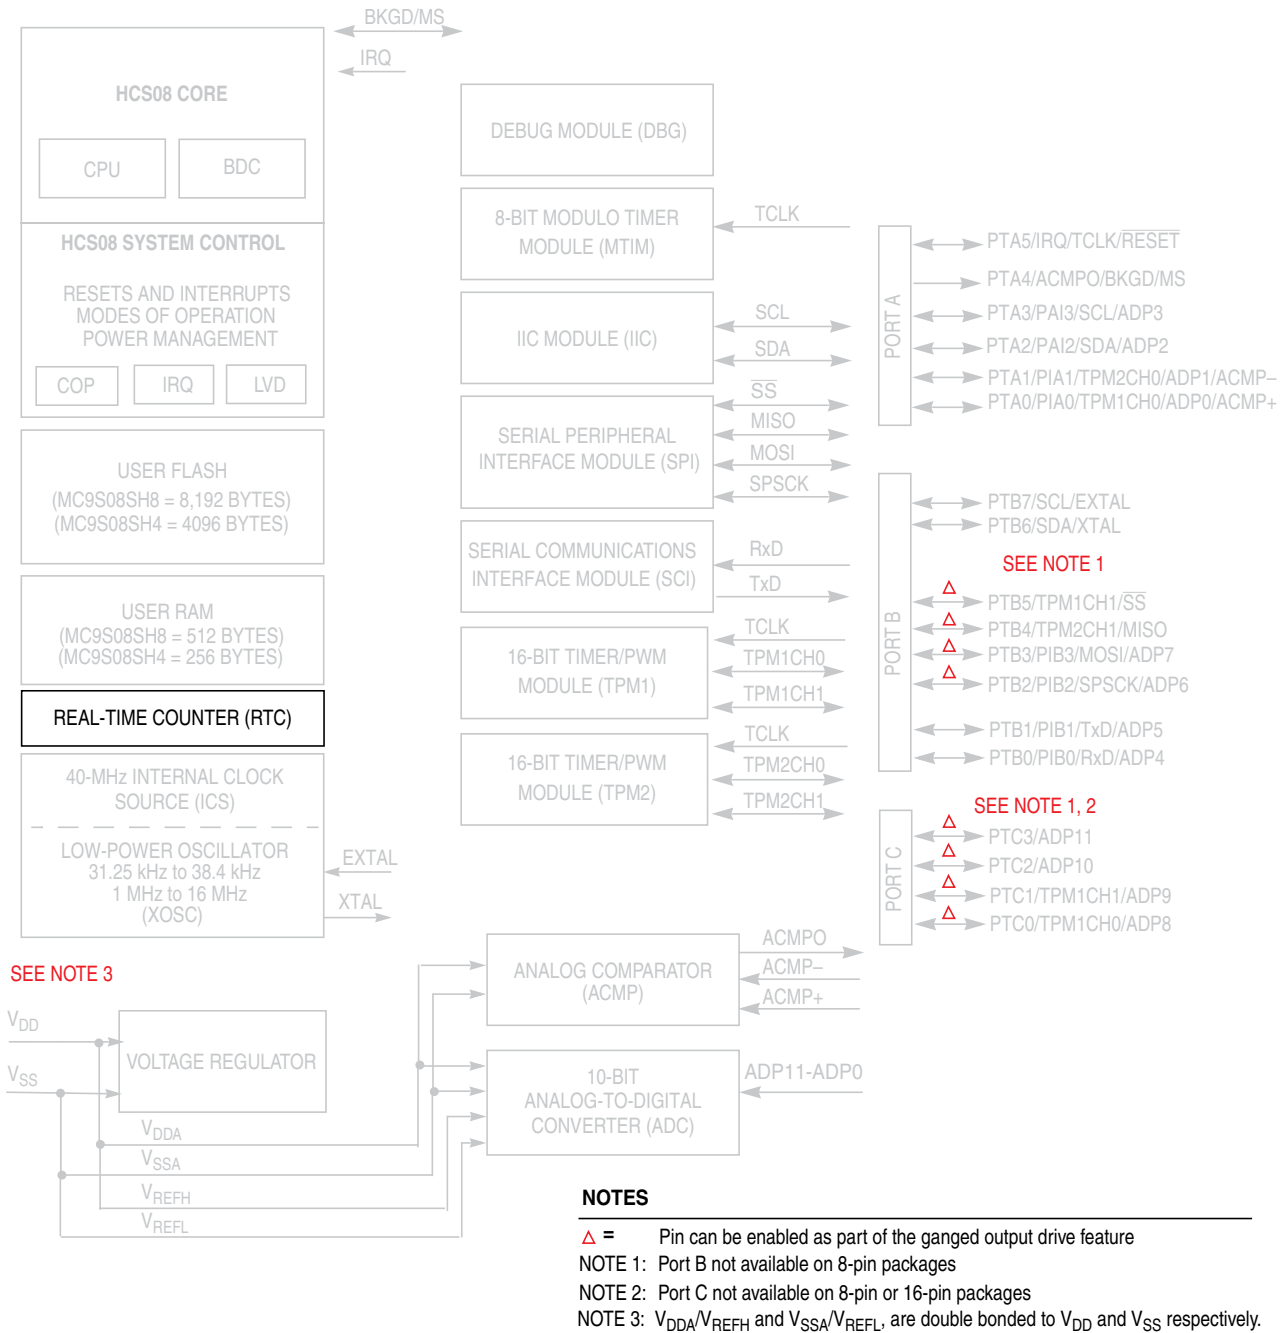 BKGD/MS
IRQ
HCS08 CORE
CPU
BDC
HCS08 SYSTEM CONTROL
RESETS AND INTERRUPTS
MODES OF OPERATION
POWER MANAGEMENT
COP
IRQ
LVD
USER FLASH
(MC9S08SH8 = 8,192 BYTES)
(MC9S08SH4 = 4096 BYTES)
USER RAM
(MC9S08SH8 = 512 BYTES)
(MC9S08SH4 = 256 BYTES)
REAL-TIME COUNTER (RTC)
40-MHz INTERNAL CLOCK
SOURCE (ICS)
LOW-POWER OSCILLATOR
31.25 kHz to 38.4 kHz
1 MHz to 16 MHz
(XOSC)
EXTAL
XTAL
SEE NOTE 3
VDD
VSS
VOLTAGE REGULATOR
VDDA
VSSA
VREFH
VREFL
DEBUG MODULE (DBG)
8-BIT MODULO TIMER
MODULE (MTIM)
TCLK
IIC MODULE (IIC)
SCL
SDA
SERIAL PERIPHERAL
INTERFACE MODULE (SPI)
SS
MISO
MOSI
SPSCK
SERIAL COMMUNICATIONS
INTERFACE MODULE (SCI)
RxD
TxD
16-BIT TIMER/PWM
MODULE (TPM1)
TCLK
TPM1CH0
TPM1CH1
16-BIT TIMER/PWM
MODULE (TPM2)
TCLK
TPM2CH0
TPM2CH1
ANALOG COMPARATOR
(ACMP)
ACMPO
ACMP–
ACMP+
10-BIT
ANALOG-TO-DIGITAL
CONVERTER (ADC)
ADP11-ADP0
PORT A
PTA5/IRQ/TCLK/RESET
PTA4/ACMPO/BKGD/MS
PTA3/PAI3/SCL/ADP3
PTA2/PAI2/SDA/ADP2
PTA1/PIA1/TPM2CH0/ADP1/ACMP–
PTA0/PIA0/TPM1CH0/ADP0/ACMP+
PORT B
PTB7/SCL/EXTAL
PTB6/SDA/XTAL
SEE NOTE 1
PTB5/TPM1CH1/SS
PTB4/TPM2CH1/MISO
PTB3/PIB3/MOSI/ADP7
PTB2/PIB2/SPSCK/ADP6
PTB1/PIB1/TxD/ADP5
PTB0/PIB0/RxD/ADP4
SEE NOTE 1, 2
PORT C
PTC3/ADP11
PTC2/ADP10
PTC1/TPM1CH1/ADP9
PTC0/TPM1CH0/ADP8
NOTES
△ = Pin can be enabled as part of the ganged output drive feature
NOTE 1: Port B not available on 8-pin packages
NOTE 2: Port C not available on 8-pin or 16-pin packages
NOTE 3: VDDA/VREFH and VSSA/VREFL, are double bonded to VDD and VSS respectively.